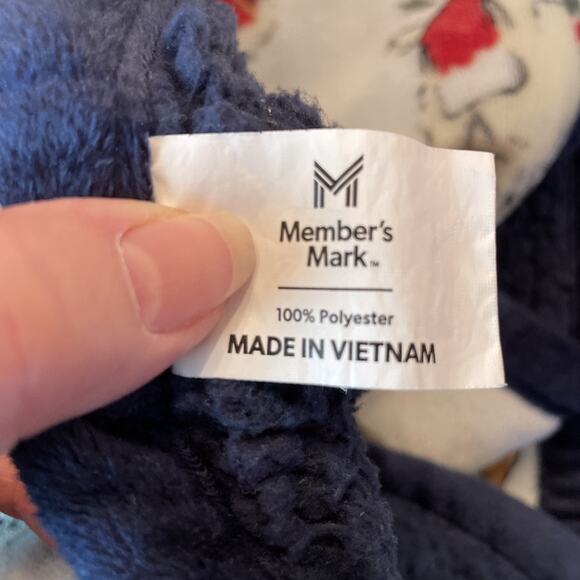 Member's
Mark™
100% Polyester
MADE IN VIETNAM